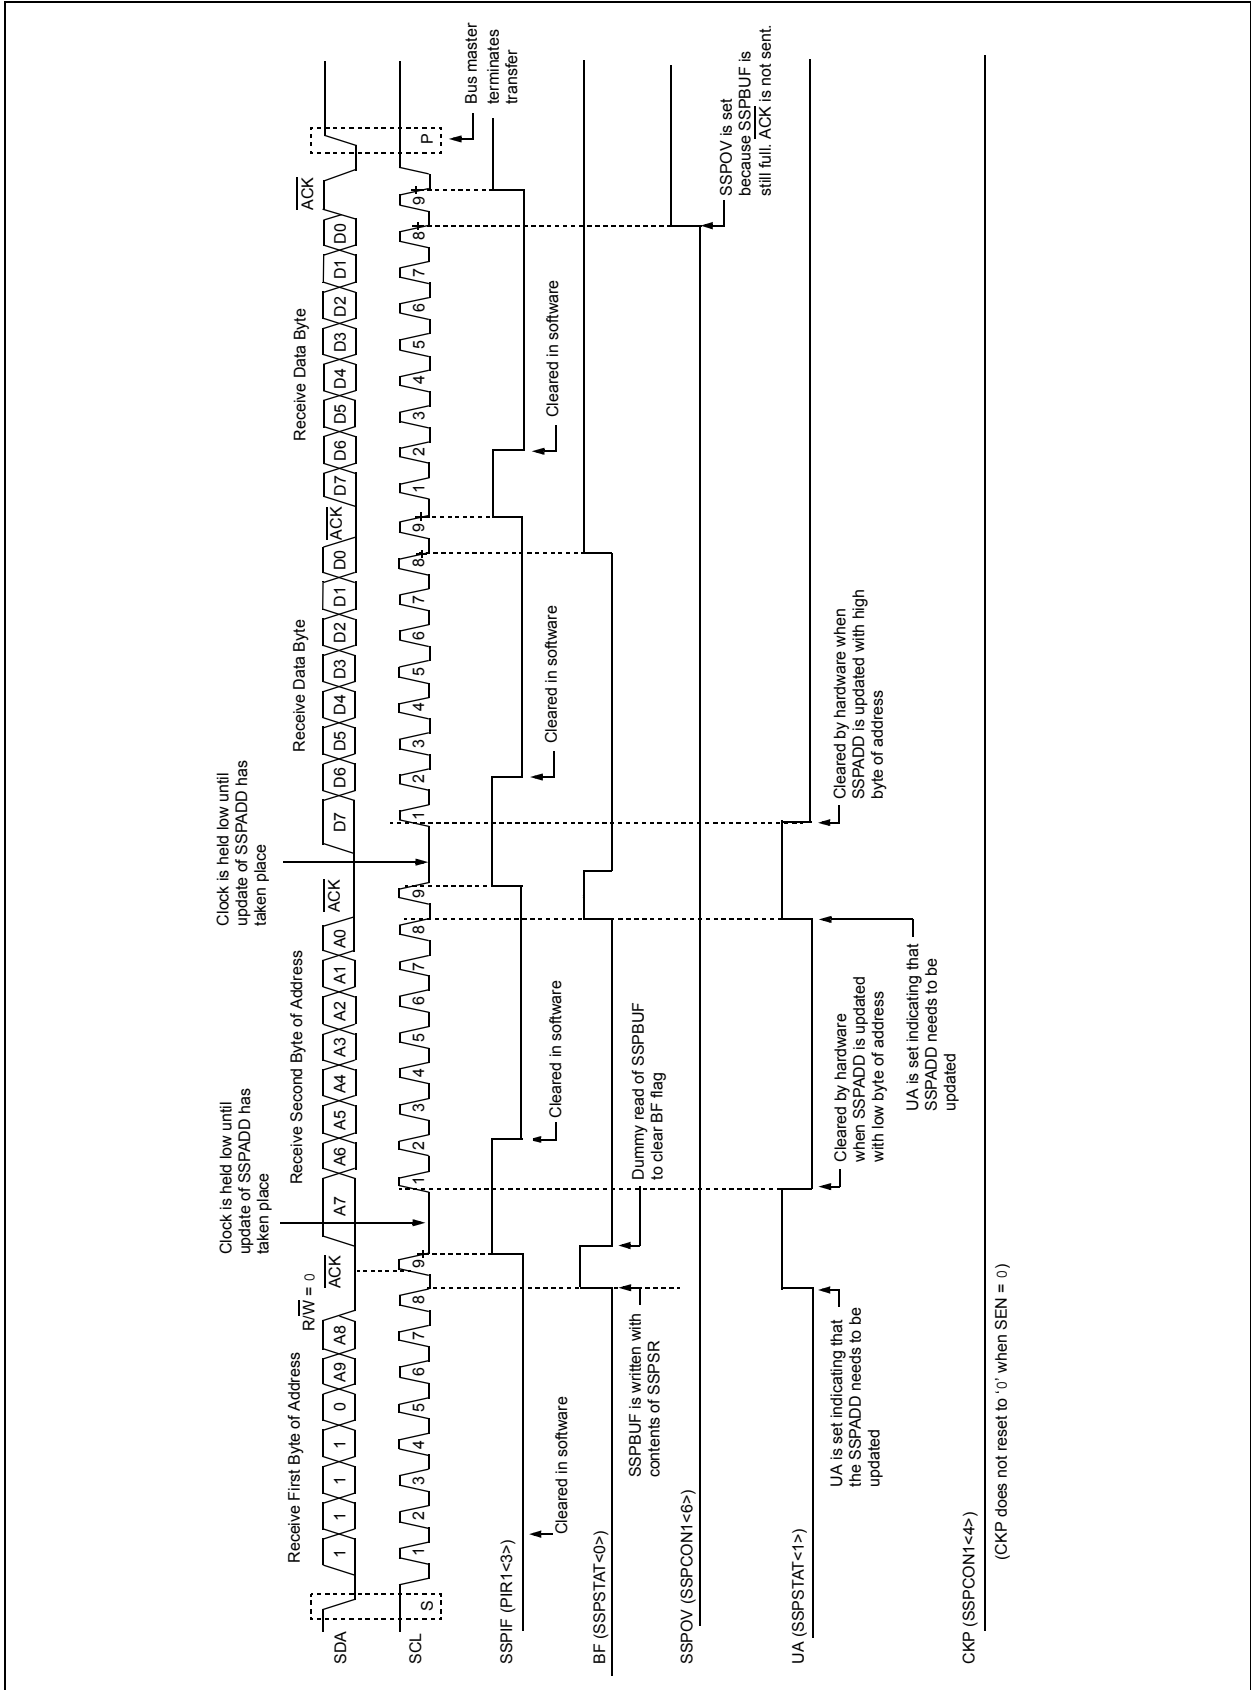 Receive First Byte of Address
R/W = 0
ACK
Clock is held low until
update of SSPADD has
taken place
Receive Second Byte of Address
ACK
Clock is held low until
update of SSPADD has
taken place
Receive Data Byte
ACK
Receive Data Byte
ACK
SDA
1 1 1 1 0 A9 A8 A7 A6 A5 A4 A3 A2 A1 A0 D7 D6 D5 D4 D3 D2 D1 D0 D7 D6 D5 D4 D3 D2 D1 D0
SCL
S
1 2 3 4 5 6 7 8 9 1 2 3 4 5 6 7 8 9 1 2 3 4 5 6 7 8 9 1 2 3 4 5 6 7 8 9
P
Bus master
terminates
transfer
SSPIF (PIR1<3>)
Cleared in software
Cleared in software
Cleared in software
Cleared in software
BF (SSPSTAT<0>)
SSPBUF is written with
contents of SSPSR
Dummy read of SSPBUF
to clear BF flag
SSPOV (SSPCON1<6>)
SSPOV is set
because SSPBUF is
still full. ACK is not sent.
UA (SSPSTAT<1>)
UA is set indicating that
the SSPADD needs to be
updated
Cleared by hardware
when SSPADD is updated
with low byte of address
UA is set indicating that
SSPADD needs to be
updated
Cleared by hardware when
SSPADD is updated with high
byte of address
CKP (SSPCON1<4>)
(CKP does not reset to ‘0’ when SEN = 0)